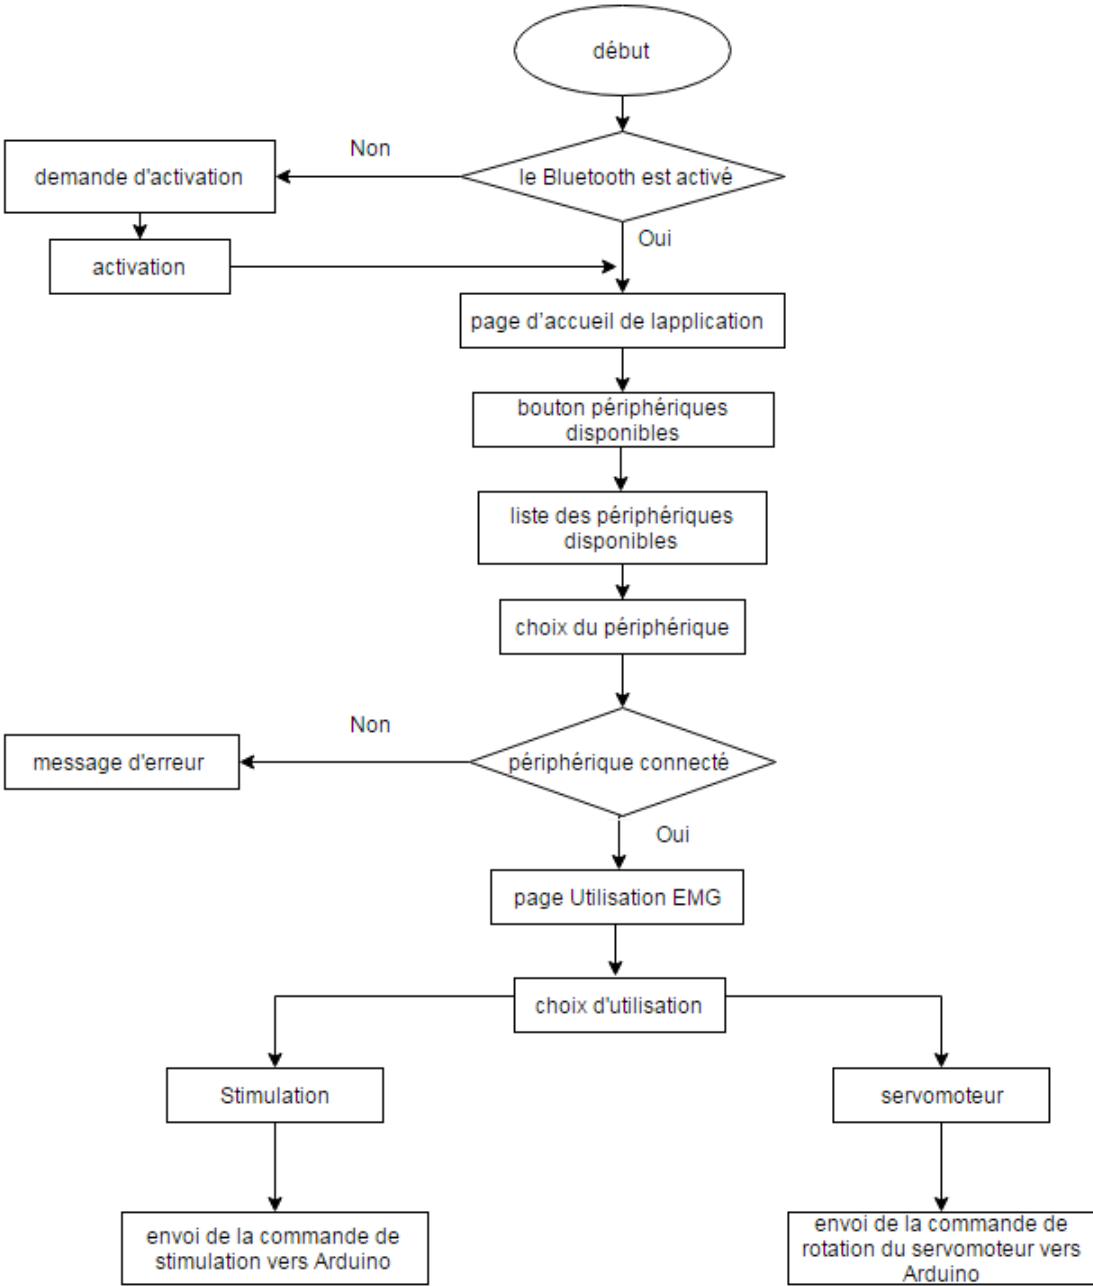 début
Non
le Bluetooth est activé
demande d'activation
Oui
activation
page d’accueil de lapplication
bouton périphériques
disponibles
liste des périphériques
disponibles
choix du périphérique
Non
périphérique connecté
message d'erreur
Oui
page Utilisation EMG
choix d'utilisation
Stimulation
servomoteur
envoi de la commande de
stimulation vers Arduino
envoi de la commande de
rotation du servomoteur vers
Arduino